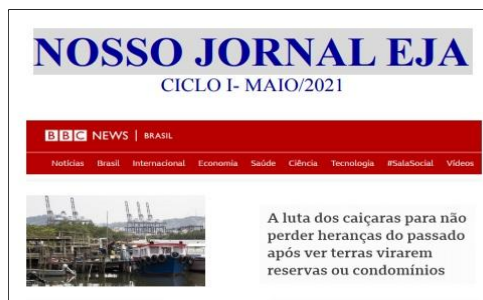 NOSSO JORNAL EJA
CICLO I- MAIO/2021
BBC NEWS | BRASIL
Notícias Brasil Internacional Economia Saúde Ciência Tecnologia #SalaSocial Vídeos
A luta dos caiçaras para não
perder heranças do passado
após ver terras virarem
reservas ou condomínios